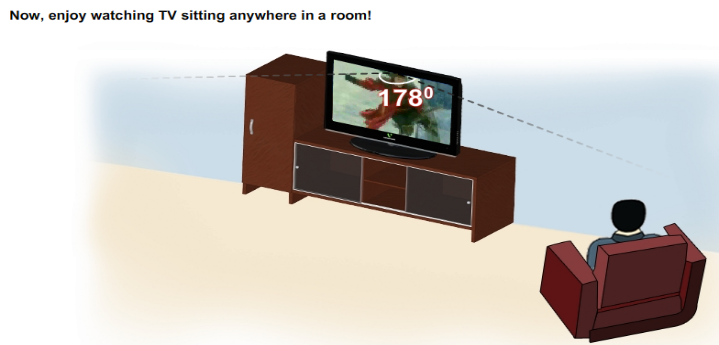 Now, enjoy watching TV sitting anywhere in a room!
178⁰